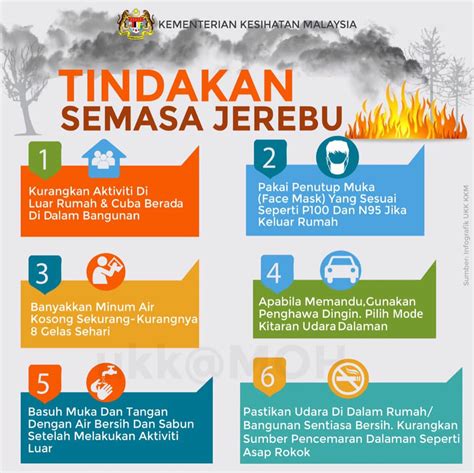 KEMENTERIAN KESIHATAN MALAYSIA
TINDAKAN
SEMASA JEREBU
1
Kurangkan Aktiviti Di
Luar Rumah & Cuba Berada
Di Dalam Bangunan
2
Pakai Penutup Muka
(Face Mask) Yang Sesuai
Seperti P100 Dan N95 Jika
Keluar Rumah
3
Banyakkan Minum Air
Kosong Sekurang-Kurangnya
8 Gelas Sehari
4
Apabila Memandu,Gunakan
Penghawa Dingin. Pilih Mode
Kitaran Udara Dalaman
5
Basuh Muka Dan Tangan
Dengan Air Bersih Dan Sabun
Setelah Melakukan Aktiviti
Luar
6
Pastikan Udara Di Dalam Rumah/
Bangunan Sentiasa Bersih. Kurangkan
Sumber Pencemaran Dalaman Seperti
Asap Rokok
Sumber: Infografik UKK KKM
ukk@MOH